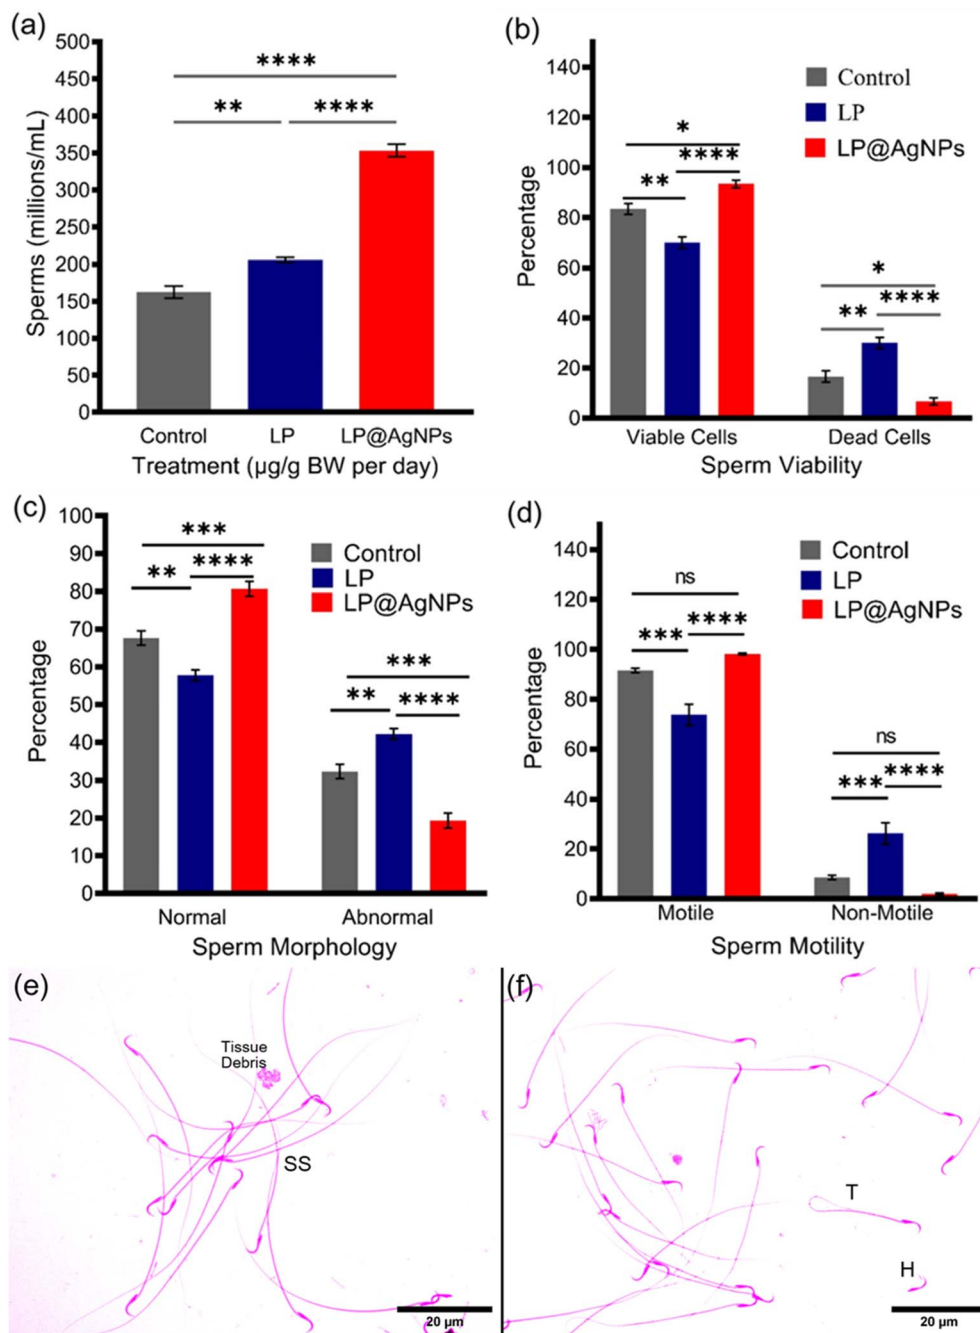 (a)
Sperms (millions/mL)
500
450
400
350
300
250
200
150
100
50
0
****
**
****
Control
LP
LP@AgNPs
Treatment (µg/g BW per day)
(b)
Percentage
140
120
100
80
60
40
20
0
Control
LP
LP@AgNPs
*
****
**
*
****
**
Viable Cells
Dead Cells
Sperm Viability
(c)
Percentage
100
90
80
70
60
50
40
30
20
10
0
Control
LP
LP@AgNPs
***
****
**
***
**
****
Normal
Abnormal
Sperm Morphology
(d)
Percentage
140
120
100
80
60
40
20
0
Control
LP
LP@AgNPs
ns
****
***
ns
****
***
Motile
Non-Motile
Sperm Motility
(e)
Tissue
Debris
SS
20 µm
(f)
T
H
20 µm